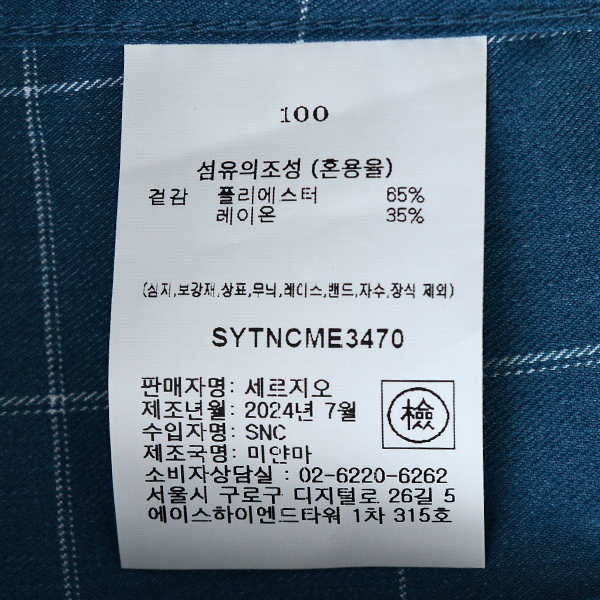 100
섬유의조성 (혼용율)
겉감 폴리에스터 65%
레이온 35%
(심지,보강재,상표,무늬,레이스,밴드,자수,장식 제외)
SYTNCME3470
판매자명: 세르지오
제조년월: 2024년 7월
수입자명: SNC
제조국명: 미얀마
檢
소비자상담실 : 02-6220-6262
서울시 구로구 디지털로 26길 5
에이스하이엔드타워 1차 315호